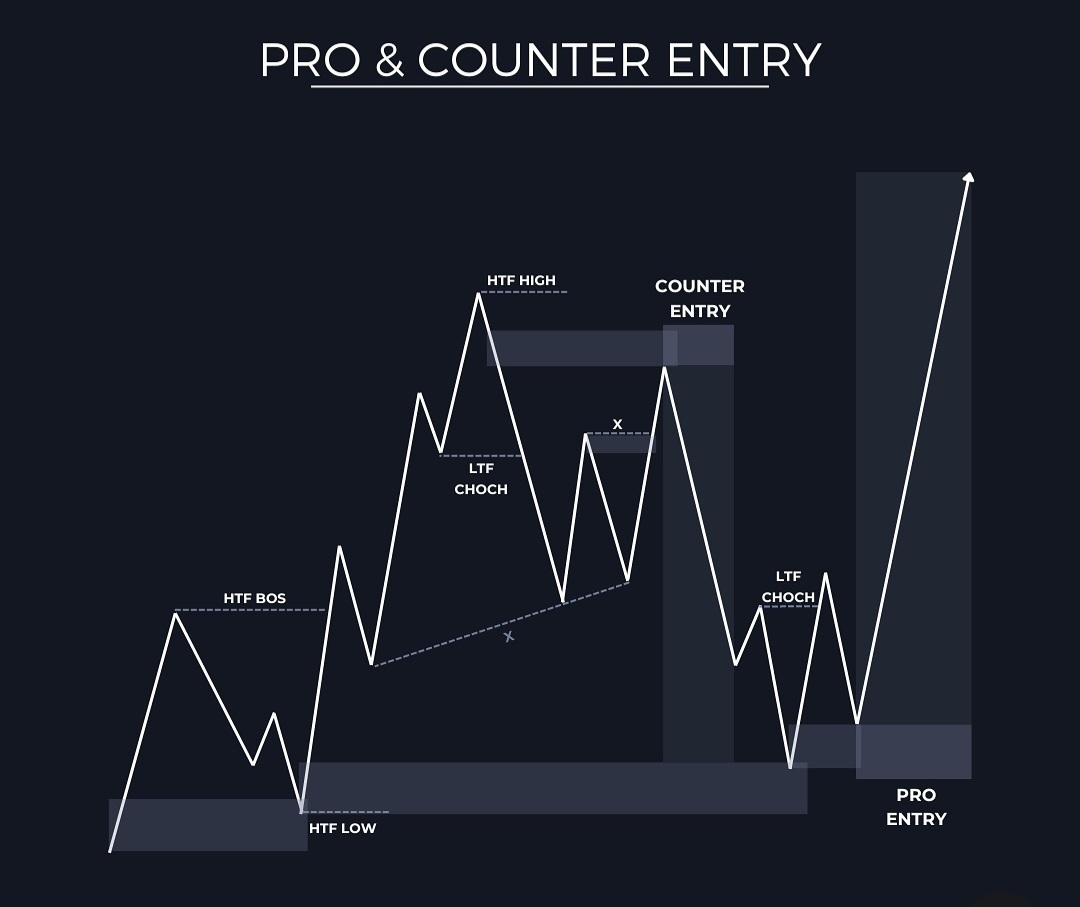 PRO & COUNTER ENTRY
HTF HIGH
COUNTER
ENTRY
X
LTF
CHOCH
LTF
CHOCH
HTF BOS
X
HTF LOW
PRO
ENTRY